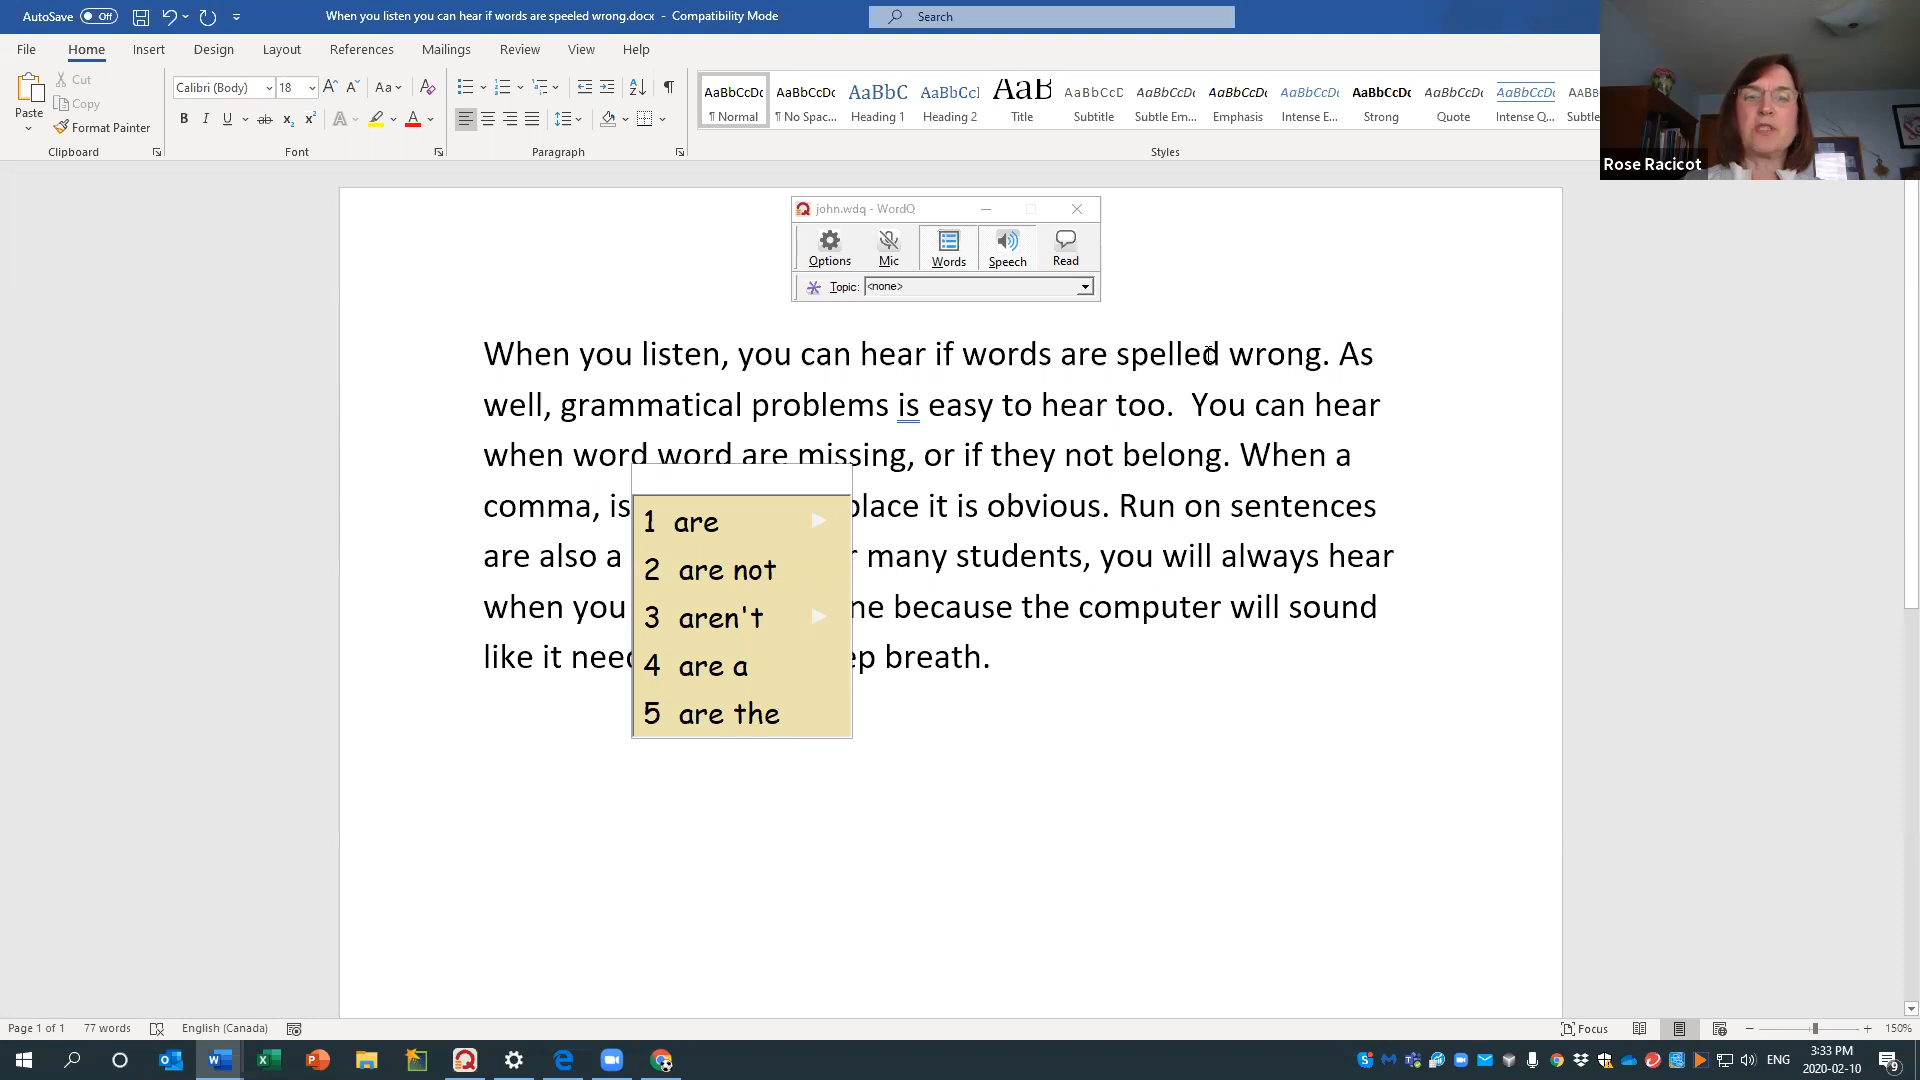 AutoSave Off When you listen you can hear if words are speeled wrong.docx - Compatibility Mode Search
File Home Insert Design Layout References Mailings Review View Help
Paste Cut Copy Format Painter
Calibri (Body) 18
AaBbCcDc AaBbCcDc AaBbC AaBbCcl AaB AaBbCcD AaBbCcDc AaBbCcDc AaBbCcDc AaBbCcDc AaBbCcDc AaBbCcDc AABB
¶ Normal ¶ No Spac... Heading 1 Heading 2 Title Subtitle Subtle Em... Emphasis Intense E... Strong Quote Intense Q... Subtle
Clipboard Font Paragraph Styles
Rose Racicot
john.wdq - WordQ
Options Mic Words Speech Read
Topic: <none>
When you listen, you can hear if words are spelled wrong. As
well, grammatical problems is easy to hear too. You can hear
when word word are missing, or if they not belong. When a
comma, is place it is obvious. Run on sentences
are also a many students, you will always hear
when you because the computer will sound
like it breath.
1 are
2 are not
3 aren't
4 are a
5 are the
Page 1 of 1 77 words English (Canada) Focus 150%
ENG 3:33 PM
2020-02-10 9